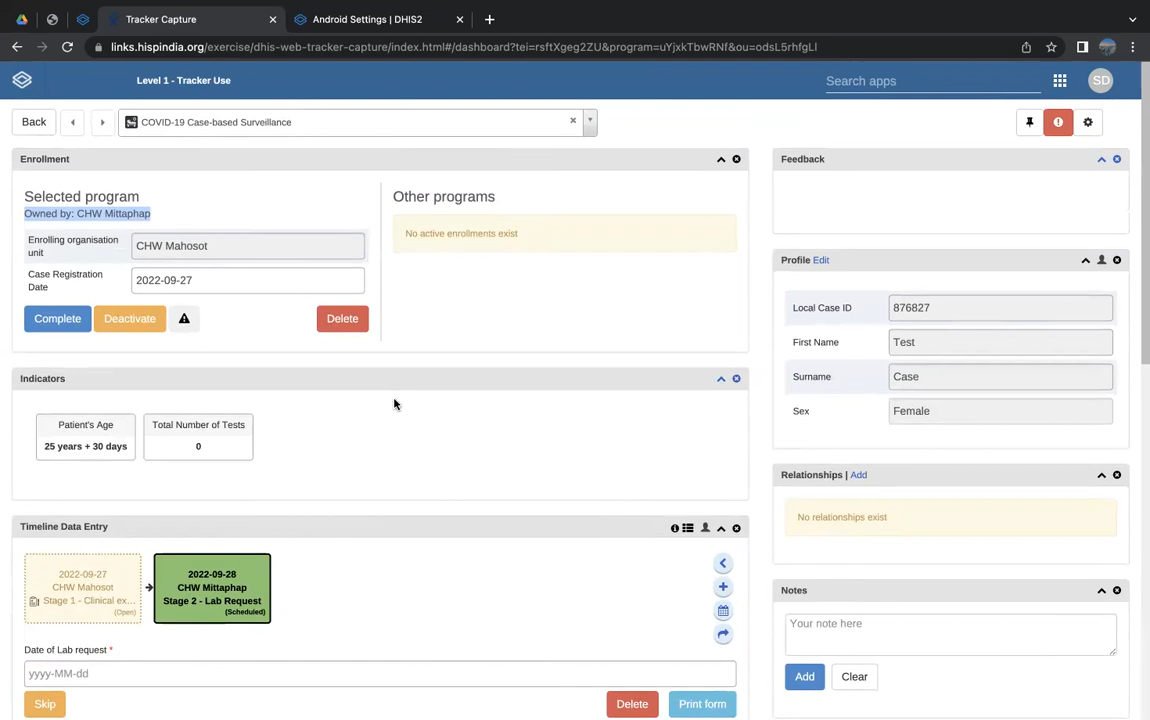 Tracker Capture
Android Settings | DHIS2
links.hispindia.org/exercise/dhis-web-tracker-capture/index.html#/dashboard?tei=rsftXgeg2ZU&program=uYjxkTbwRNf&ou=odsL5rhfgLI
Level 1 - Tracker Use
Search apps
SD
Back
COVID-19 Case-based Surveillance
Enrollment
Selected program
Owned by: CHW Mittaphap
Enrolling organisation
unit
CHW Mahosot
Case Registration
Date
2022-09-27
Complete
Deactivate
Delete
Other programs
No active enrollments exist
Indicators
Patient's Age
25 years + 30 days
Total Number of Tests
0
Timeline Data Entry
2022-09-27
CHW Mahosot
Stage 1 - Clinical ex...
(Open)
2022-09-28
CHW Mittaphap
Stage 2 - Lab Request
(Scheduled)
Date of Lab request *
yyyy-MM-dd
Skip
Delete
Print form
Feedback
Profile Edit
Local Case ID
876827
First Name
Test
Surname
Case
Sex
Female
Relationships | Add
No relationships exist
Notes
Your note here
Add
Clear